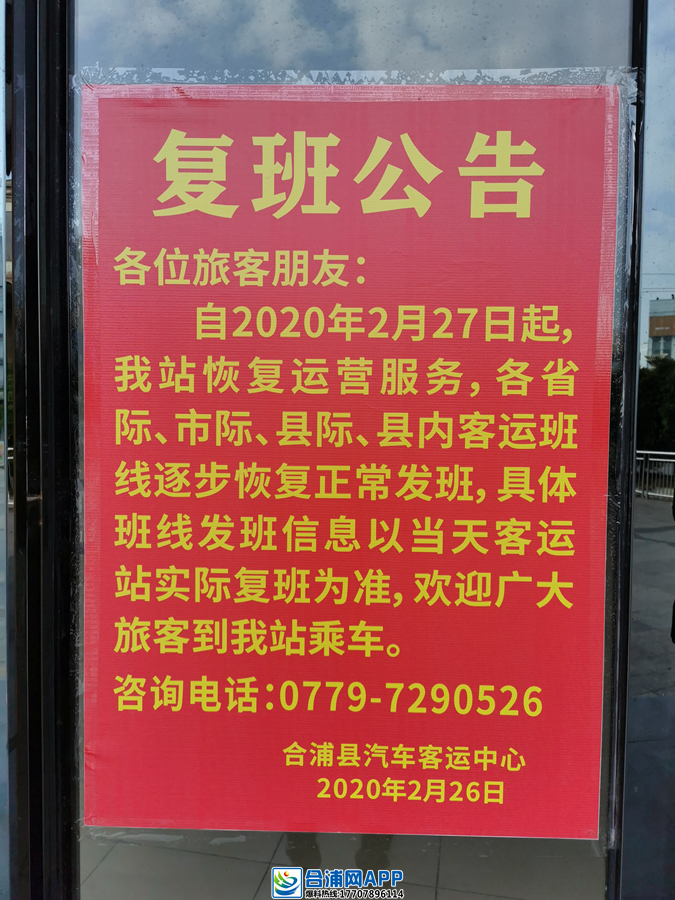 复班公告
各位旅客朋友：
自2020年2月27日起，
我站恢复运营服务，各省
际、市际、县际、县内客运班
线逐步恢复正常发班，具体
班线发班信息以当天客运
站实际复班为准，欢迎广大
旅客到我站乘车。
咨询电话：0779-7290526
合浦县汽车客运中心
2020年2月26日
合浦网APP
爆料热线:17707896114